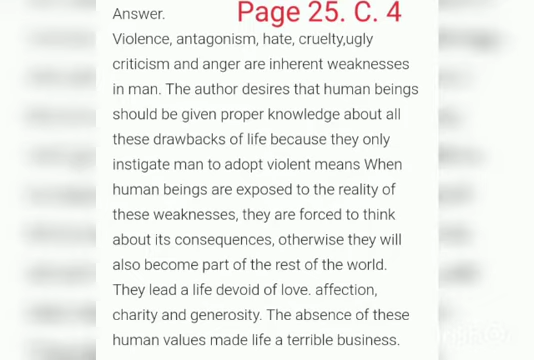 Answer.
Page 25. C. 4
Violence, antagonism, hate, cruelty,ugly
criticism and anger are inherent weaknesses
in man. The author desires that human beings
should be given proper knowledge about all
these drawbacks of life because they only
instigate man to adopt violent means When
human beings are exposed to the reality of
these weaknesses, they are forced to think
about its consequences, otherwise they will
also become part of the rest of the world.
They lead a life devoid of love. affection,
charity and generosity. The absence of these
human values made life a terrible business.